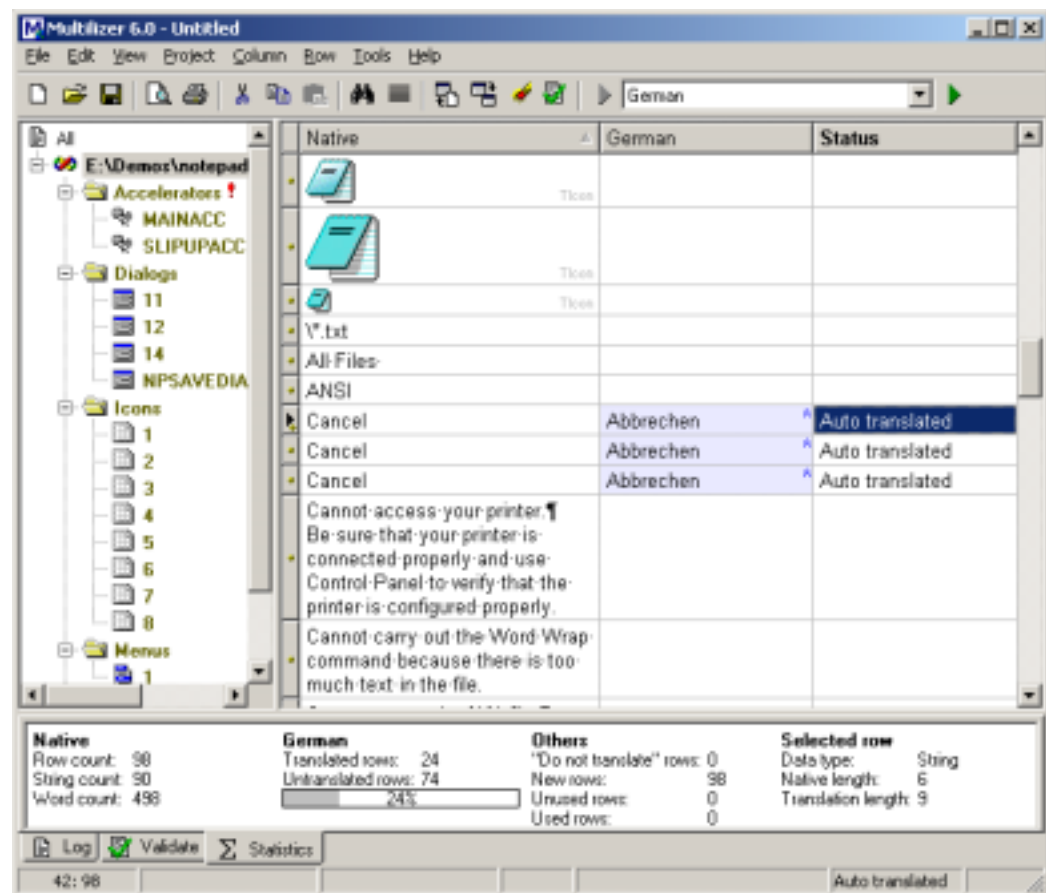 Multilizer 6.0 - Untitled
File Edit View Project Column Row Tools Help
German
All
E:\Demos\notepad
Accelerators !
MAINACC
SLIPUPACC
Dialogs
11
12
14
NPSAVEDIA
Icons
1
2
3
4
5
6
7
8
Menus
1
Native German Status
TIcon
TIcon
TIcon
\*.txt
All·Files·
ANSI
Cancel Abbrechen Auto translated
Cancel Abbrechen Auto translated
Cancel Abbrechen Auto translated
Cannot·access·your·printer.¶
Be·sure·that·your·printer·is·
connected·properly·and·use·
Control·Panel·to·verify·that·the·
printer·is·configured·properly.
Cannot·carry·out·the·Word·Wrap·
command·because·there·is·too·
much·text·in·the·file.
Native
Row count: 98
String count: 90
Word count: 498
German
Translated rows: 24
Untranslated rows: 74
24%
Others
"Do not translate" rows: 0
New rows: 98
Unused rows: 0
Used rows: 0
Selected row
Data type: String
Native length: 6
Translation length: 9
Log Validate Σ Statistics
42: 98 Auto translated